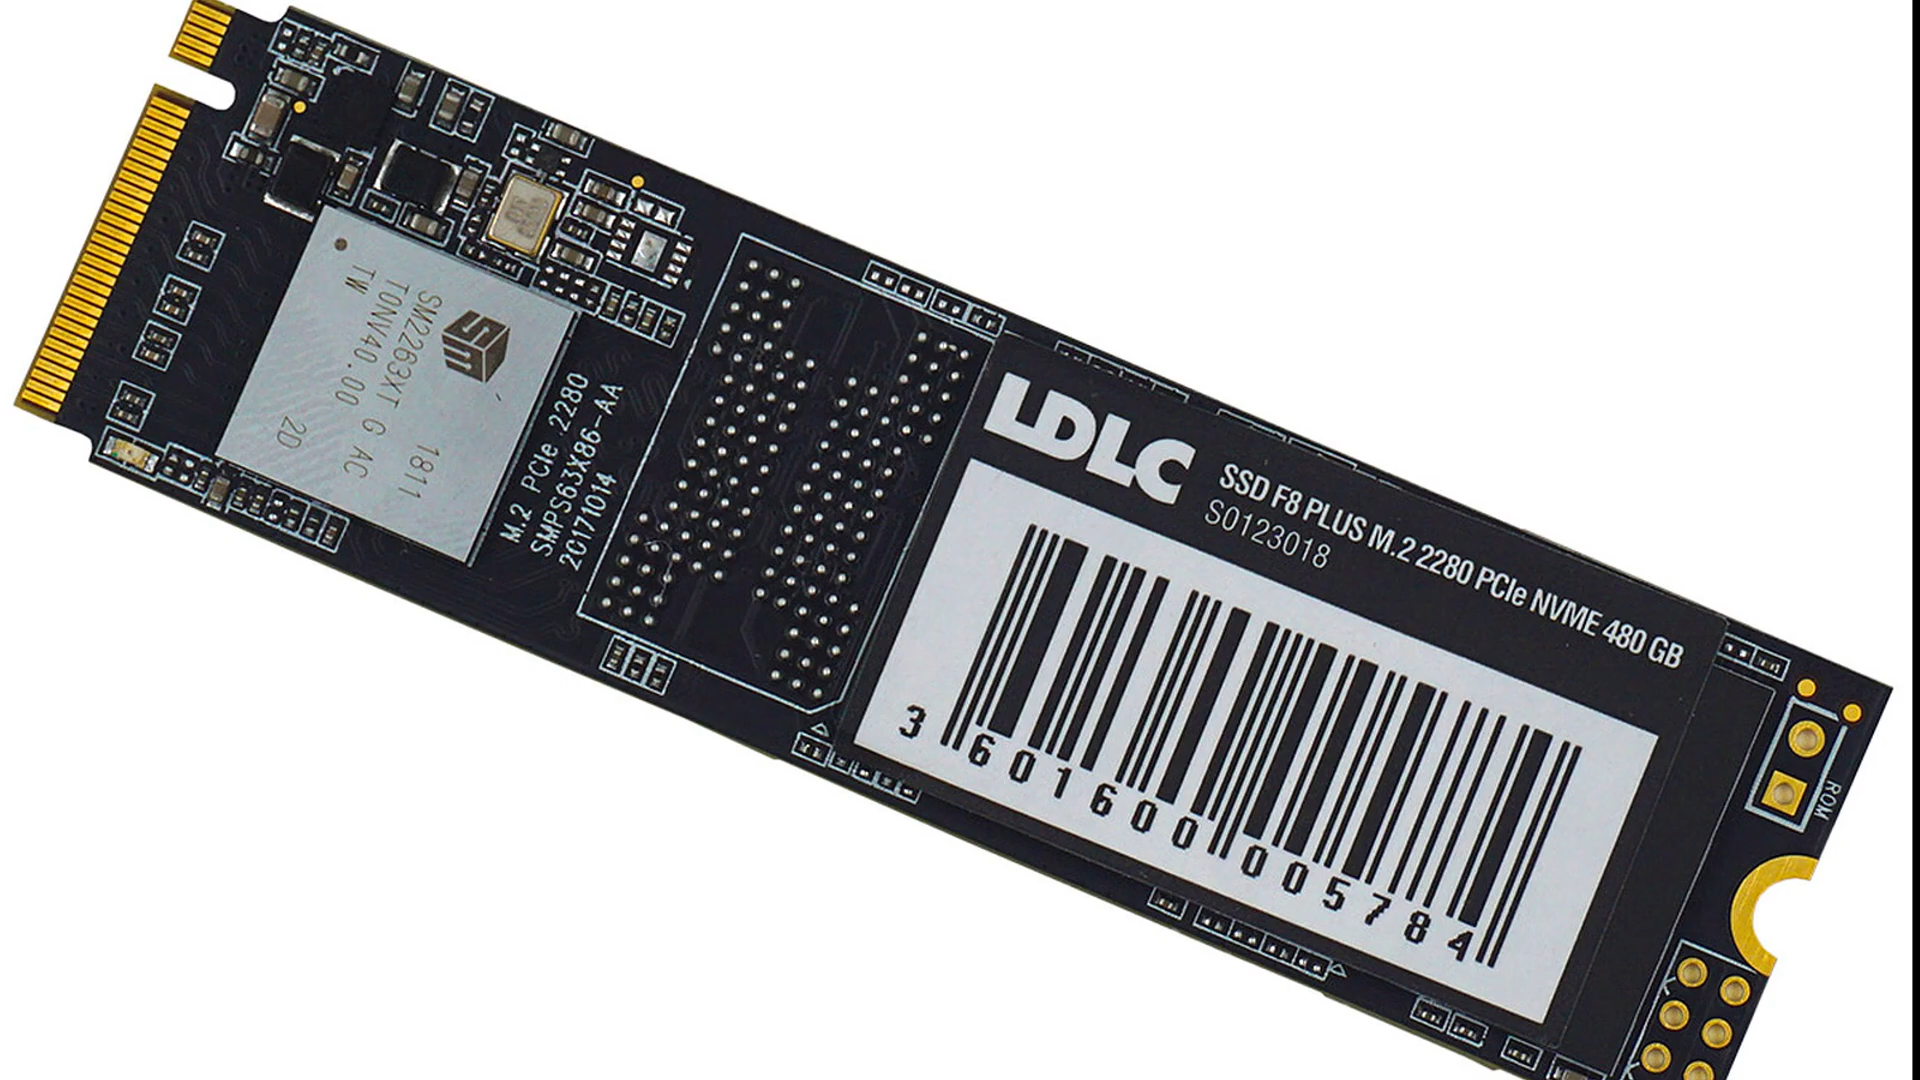 SM2263XT G AC
TONV40.00
TW
1811
2D
M.2 PCIe 2280
SMPS63X86-AA
20171014
LDLC
SSD F8 PLUS M.2 2280 PCIe NVME 480 GB
S0123018
3 601600 005784
ROM